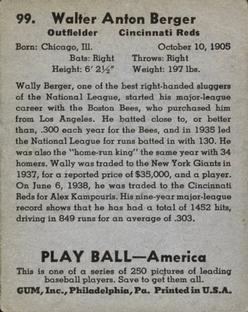 99. Walter Anton Berger
Outfielder Cincinnati Reds
Born: Chicago, Ill. October 10, 1905
Bats: Right Throws: Right
Height: 6' 2½" Weight: 197 lbs.
Wally Berger, one of the best right-handed sluggers
of the National League, started his major-league
career with the Boston Bees, who purchased him
from Los Angeles. He batted close to, or better
than, .300 each year for the Bees, and in 1935 led
the National League for runs batted in with 130. He
was also the "home-run king" the same year with 34
homers. Wally was traded to the New York Giants in
1937, for a reported price of $35,000, and a player.
On June 6, 1938, he was traded to the Cincinnati
Reds for Alex Kampouris. His nine-year major-league
record shows that he has had a total of 1452 hits,
driving in 849 runs for an average of .303.
PLAY BALL—America
This is one of a series of 250 pictures of leading
baseball players. Save to get them all.
GUM, Inc., Philadelphia, Pa. Printed in U.S.A.